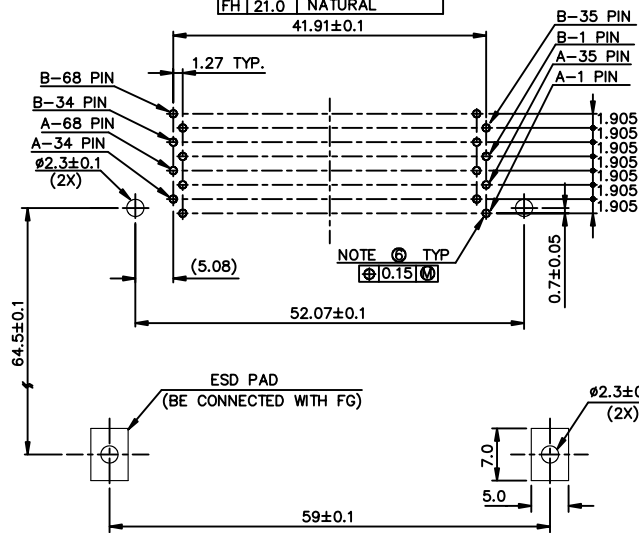 FH 21.0 NATURAL
41.91±0.1
B-35 PIN
B-1 PIN
A-35 PIN
A-1 PIN
1.27 TYP.
B-68 PIN
B-34 PIN
A-68 PIN
A-34 PIN
ø2.3±0.1
(2X)
1.905
1.905
1.905
1.905
1.905
1.905
1.905
NOTE ⑥ TYP
⌖ 0.15 Ⓜ
(5.08)
0.7±0.05
52.07±0.1
64.5±0.1
ESD PAD
(BE CONNECTED WITH FG)
ø2.3±0
(2X)
7.0
5.0
59±0.1